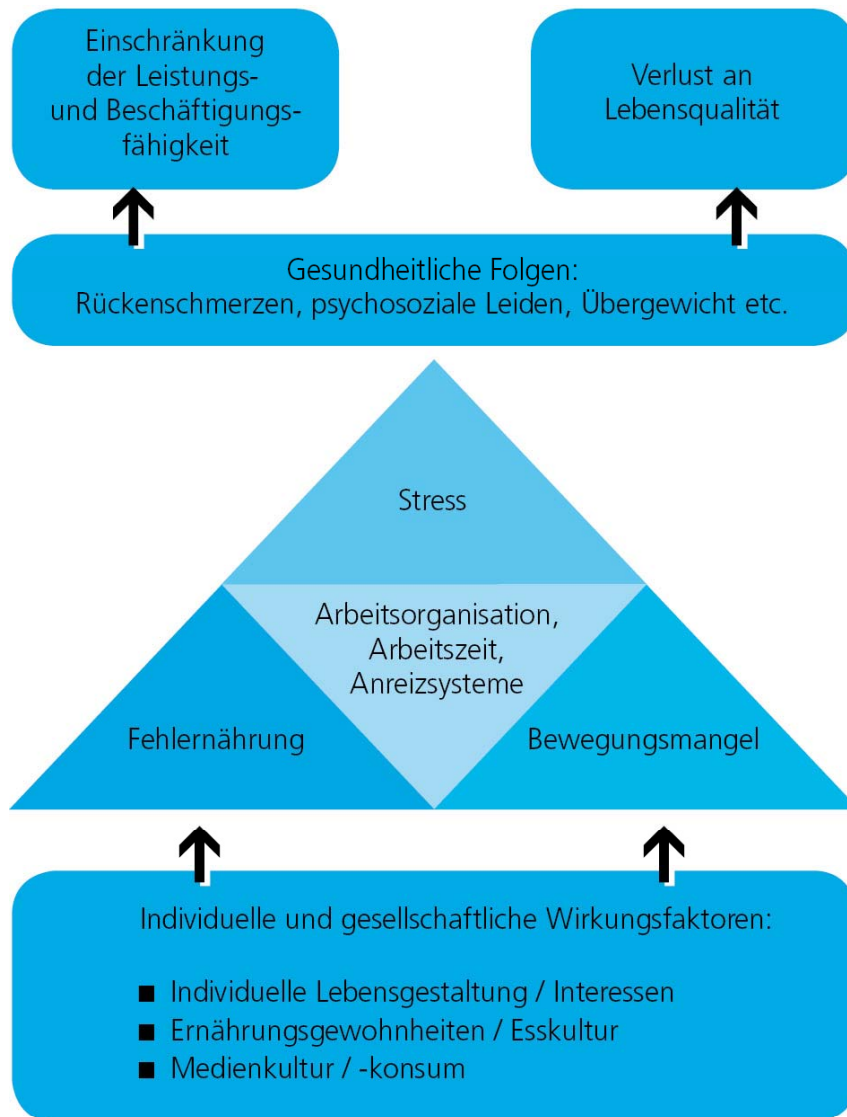 Einschränkung
der Leistungs-
und Beschäftigungs-
fähigkeit
Verlust an
Lebensqualität
Gesundheitliche Folgen:
Rückenschmerzen, psychosoziale Leiden, Übergewicht etc.
Stress
Arbeitsorganisation,
Arbeitszeit,
Anreizsysteme
Fehlernährung
Bewegungsmangel
Individuelle und gesellschaftliche Wirkungsfaktoren:
■ Individuelle Lebensgestaltung / Interessen
■ Ernährungsgewohnheiten / Esskultur
■ Medienkultur / -konsum